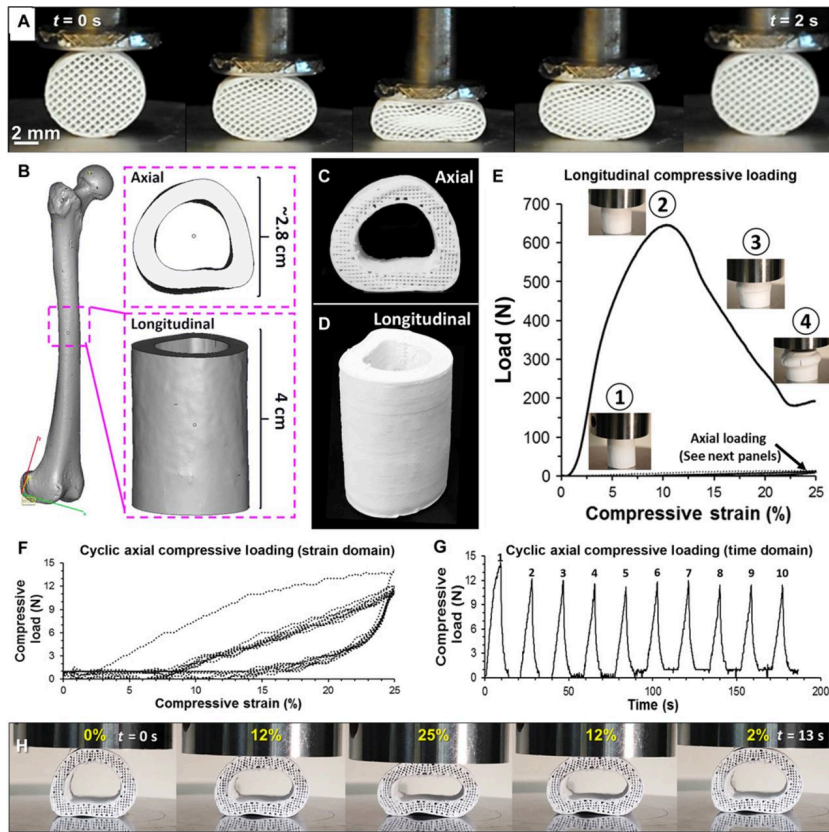 A
t = 0 s
t = 2 s
2 mm
B
Axial
~2.8 cm
Longitudinal
4 cm
C
Axial
D
Longitudinal
E
Longitudinal compressive loading
Load (N)
700
600
500
400
300
200
100
0
1
2
3
4
Axial loading
(See next panels)
0 5 10 15 20 25
Compressive strain (%)
F
Cyclic axial compressive loading (strain domain)
Compressive
load (N)
15
12
9
6
3
0
0 5 10 15 20 25
Compressive strain (%)
G
Cyclic axial compressive loading (time domain)
Compressive
load (N)
15
12
9
6
3
0
1 2 3 4 5 6 7 8 9 10
0 50 100 150 200
Time (s)
H
0% t = 0 s
12%
25%
12%
2% t = 13 s